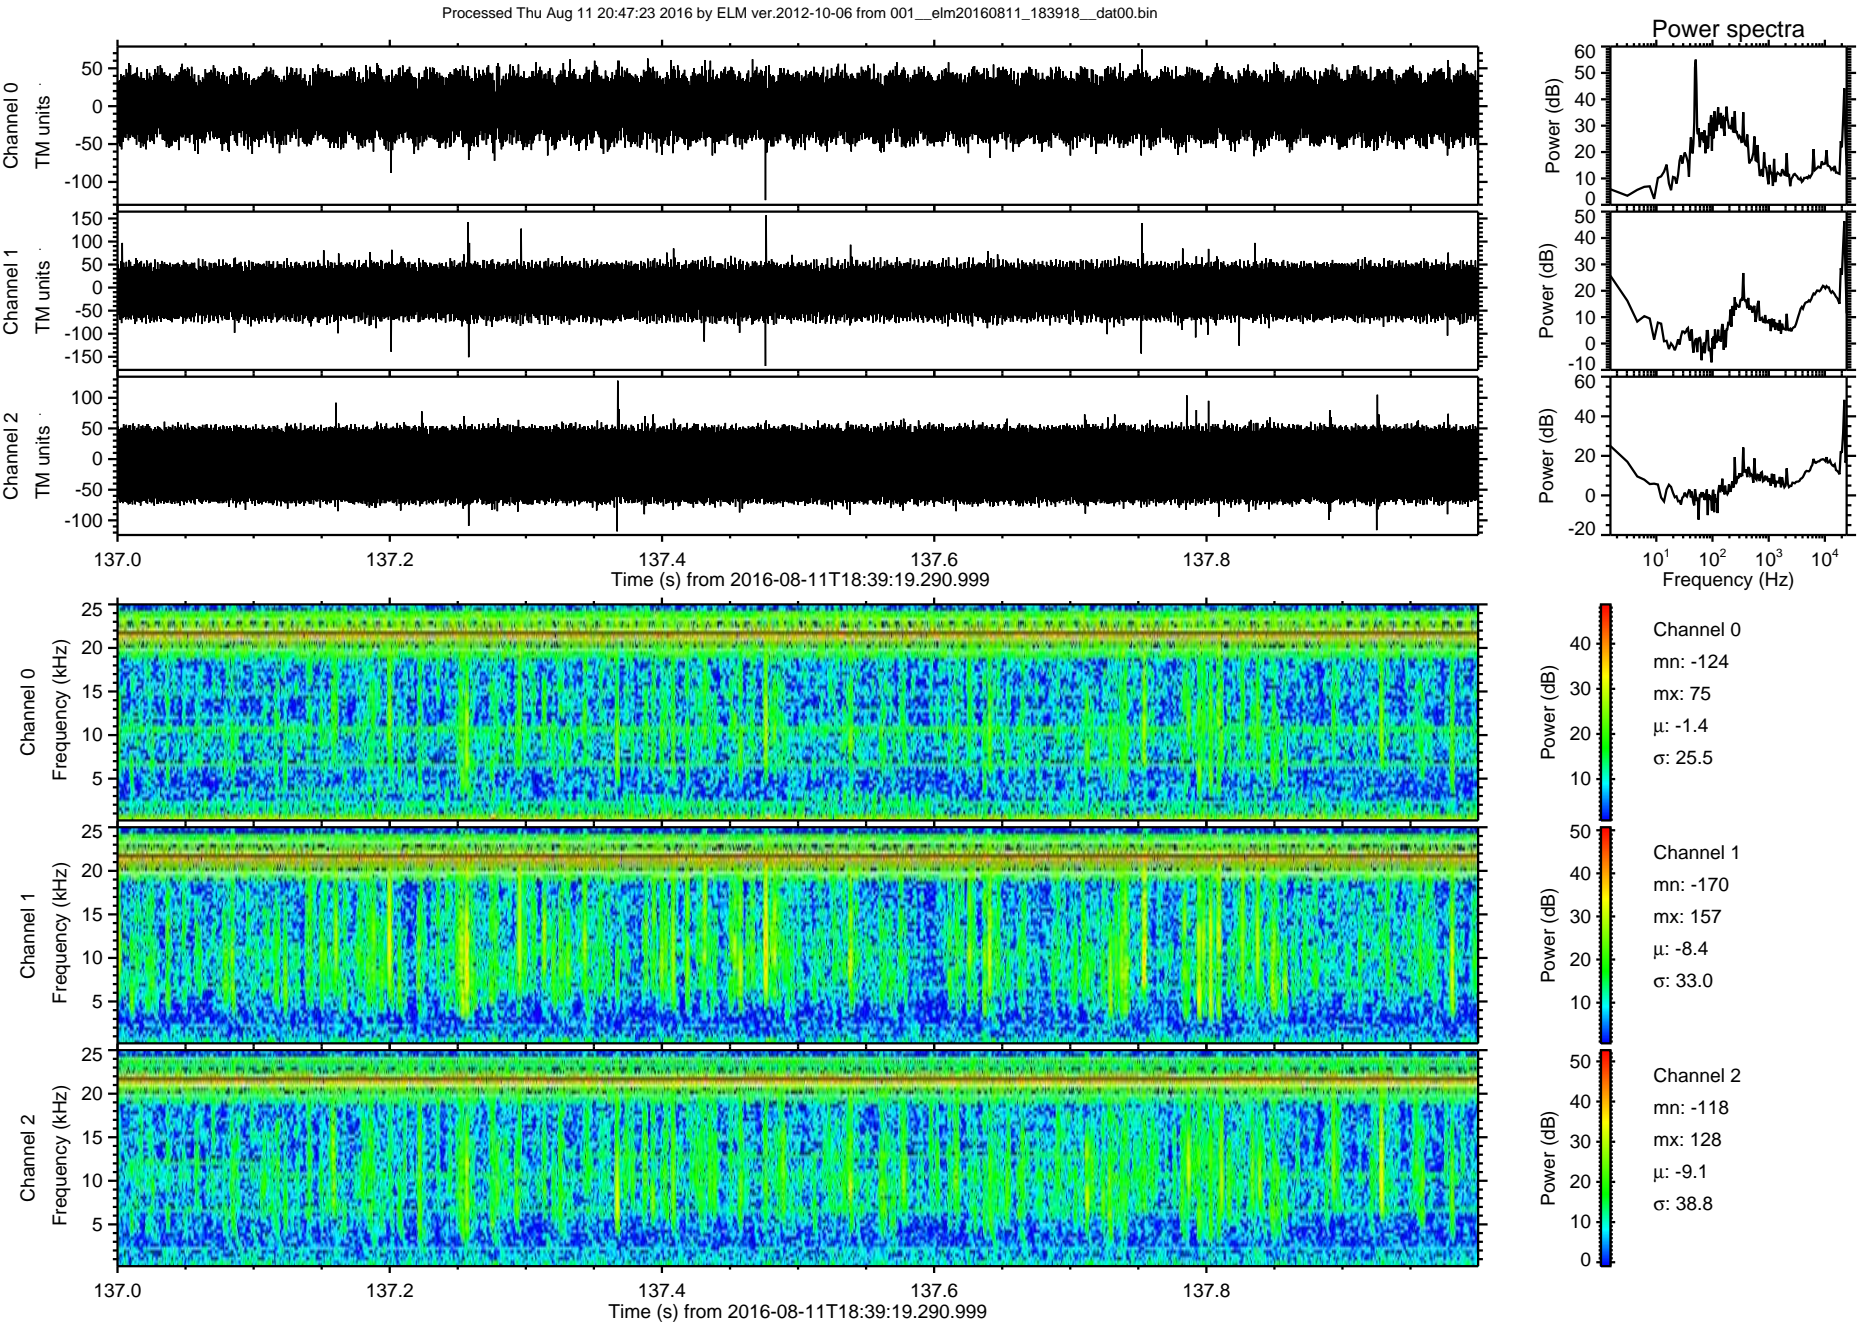 Processed Thu Aug 11 20:47:23 2016 by ELM ver.2012-10-06 from 001__elm20160811_183918__dat00.bin
Power spectra
Channel 0
TM units
50
0
-50
-100
Power (dB)
60
50
40
30
20
10
0
Channel 1
TM units
150
100
50
0
-50
-100
-150
Power (dB)
50
40
30
20
10
0
-10
Channel 2
TM units
100
50
0
-50
-100
Power (dB)
60
40
20
0
-20
137.0 137.2 137.4 137.6 137.8
Time (s) from 2016-08-11T18:39:19.290.999
10¹ 10² 10³ 10⁴
Frequency (Hz)
Channel 0
Frequency (kHz)
25
20
15
10
5
Power (dB)
40
30
20
10
Channel 0
mn: -124
mx: 75
μ: -1.4
σ: 25.5
Channel 1
Frequency (kHz)
25
20
15
10
5
Power (dB)
50
40
30
20
10
Channel 1
mn: -170
mx: 157
μ: -8.4
σ: 33.0
Channel 2
Frequency (kHz)
25
20
15
10
5
Power (dB)
50
40
30
20
10
0
Channel 2
mn: -118
mx: 128
μ: -9.1
σ: 38.8
137.0 137.2 137.4 137.6 137.8
Time (s) from 2016-08-11T18:39:19.290.999